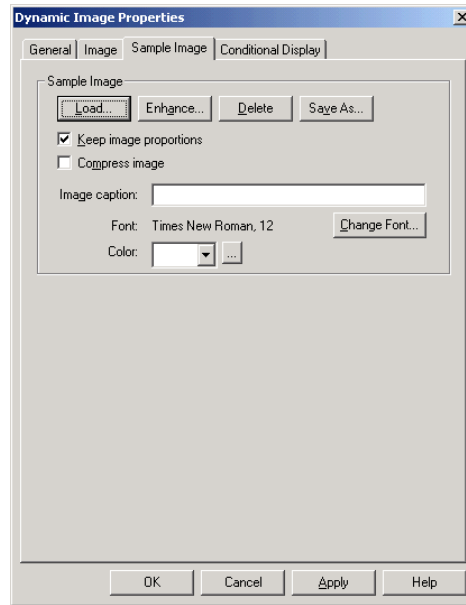 Dynamic Image Properties
General Image Sample Image Conditional Display
Sample Image
Load... Enhance... Delete Save As...
Keep image proportions
Compress image
Image caption:
Font: Times New Roman, 12 Change Font...
Color: ...
OK Cancel Apply Help